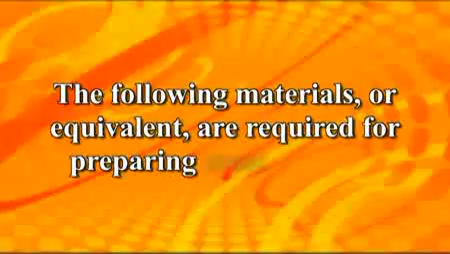 The following materials, or
equivalent, are required for
preparing